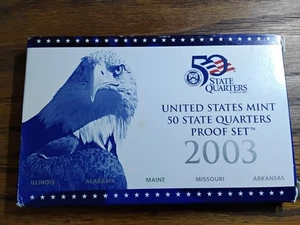 50
STATE
QUARTERS
UNITED STATES MINT
50 STATE QUARTERS
PROOF SET™
2003
ILLINOIS ALABAMA MAINE MISSOURI ARKANSAS